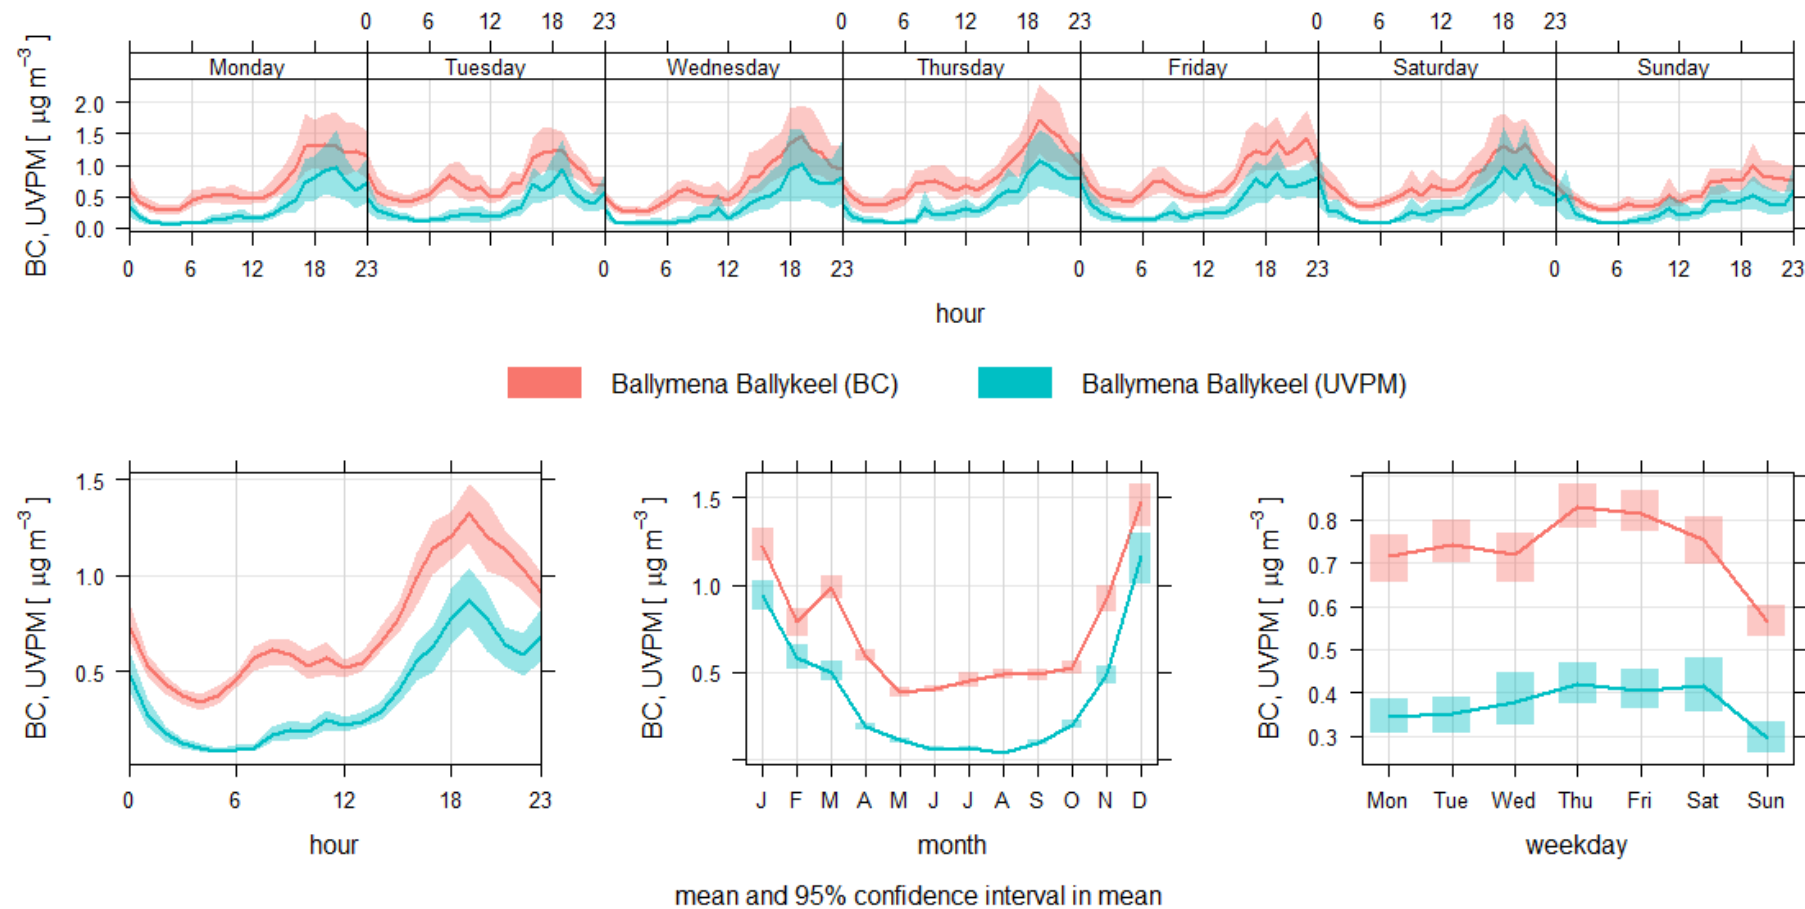 0 6 12 18 23 0 6 12 18 23 0 6 12 18 23
Monday Tuesday Wednesday Thursday Friday Saturday Sunday
BC, UVPM [ µg m⁻³ ]
2.0
1.5
1.0
0.5
0.0
0 6 12 18 23 0 6 12 18 23 0 6 12 18 23 0 6 12 18 23
hour
Ballymena Ballykeel (BC) Ballymena Ballykeel (UVPM)
BC, UVPM [ µg m⁻³ ]
1.5
1.0
0.5
0 6 12 18 23
hour
BC, UVPM [ µg m⁻³ ]
1.5
1.0
0.5
J F M A M J J A S O N D
month
BC, UVPM [ µg m⁻³ ]
0.8
0.7
0.6
0.5
0.4
0.3
Mon Tue Wed Thu Fri Sat Sun
weekday
mean and 95% confidence interval in mean